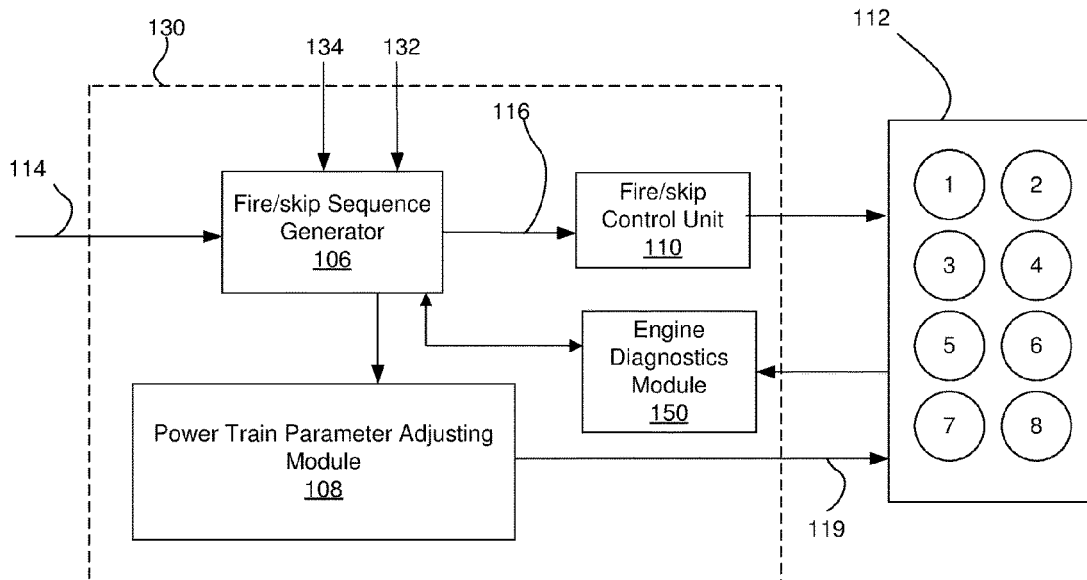 130
134
132
112
116
114
Fire/skip Sequence
Generator
106
Fire/skip
Control Unit
110
1
2
3
4
Engine
Diagnostics
Module
150
5
6
7
8
Power Train Parameter Adjusting
Module
108
119